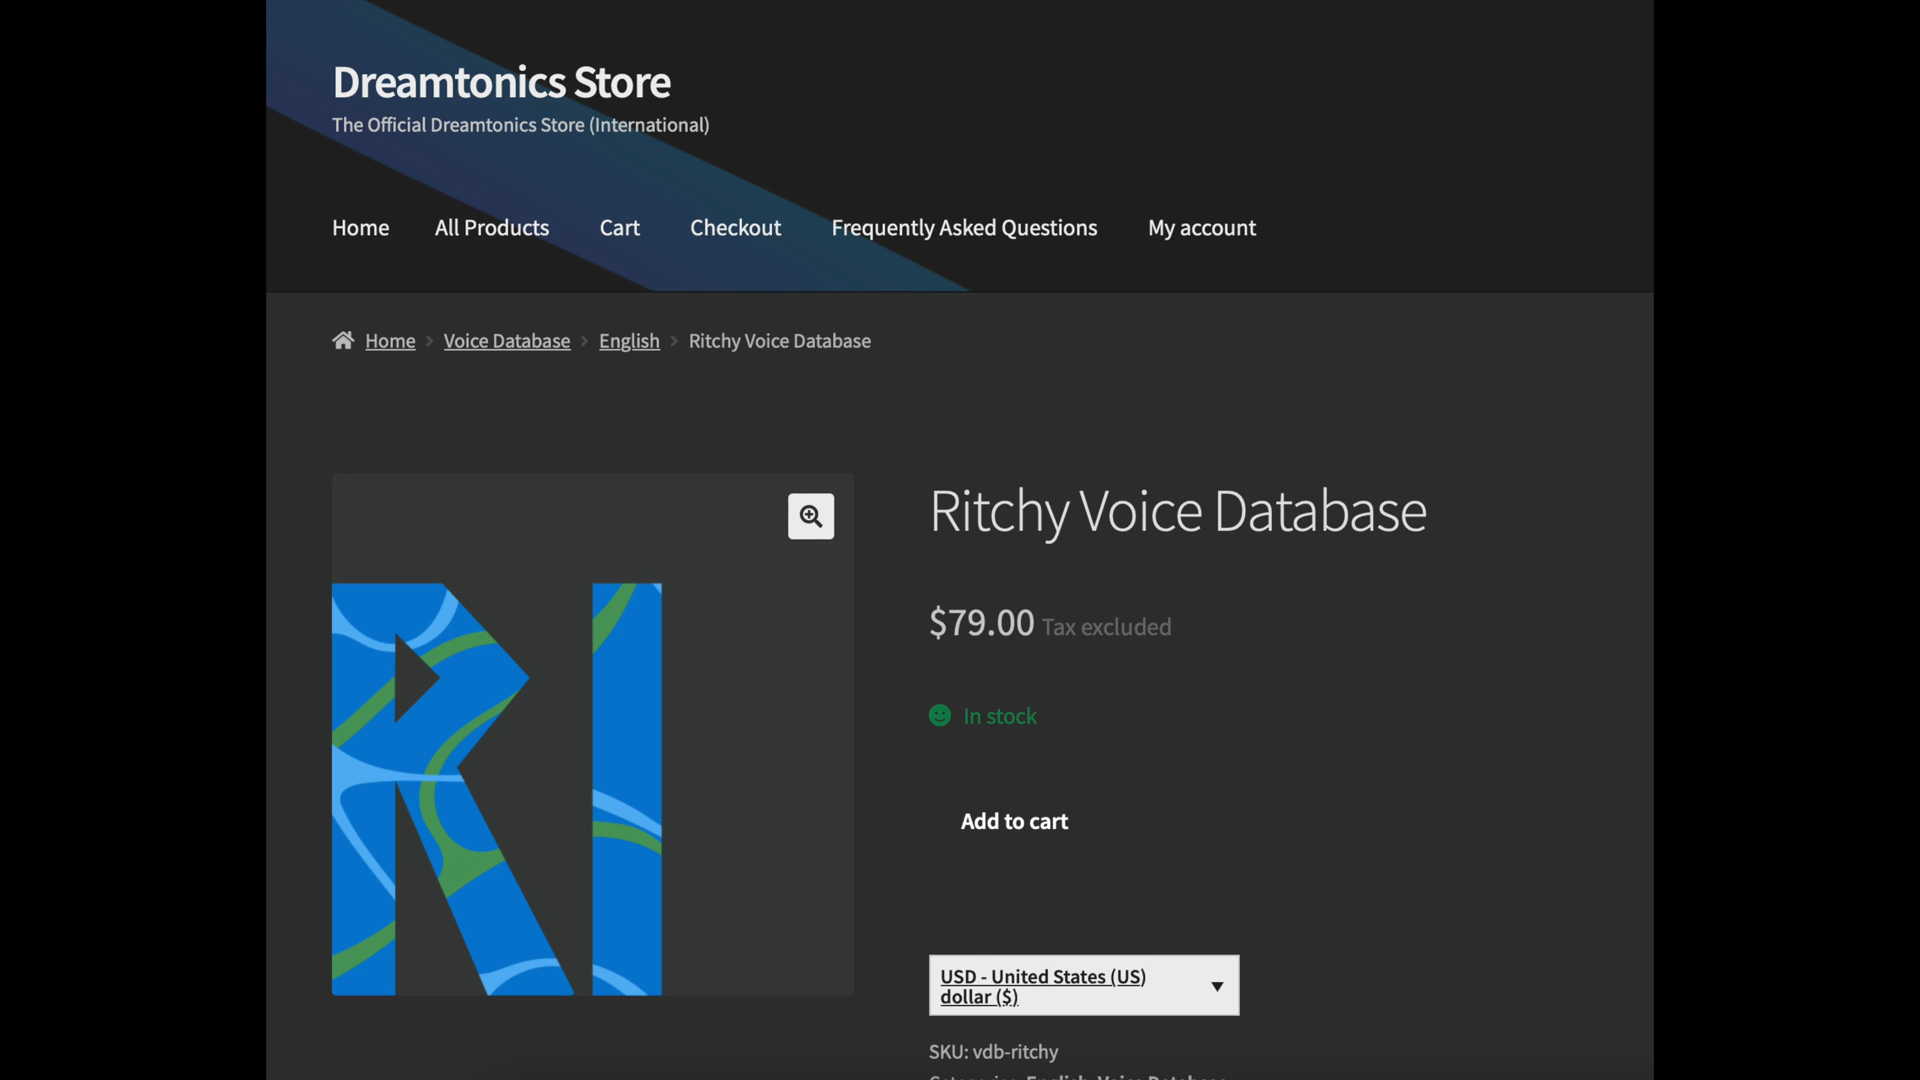 Dreamtonics Store
The Official Dreamtonics Store (International)
Home All Products Cart Checkout Frequently Asked Questions My account
Home Voice Database English Ritchy Voice Database
RI
Ritchy Voice Database
$79.00 Tax excluded
In stock
Add to cart
USD - United States (US)
dollar ($)
SKU: vdb-ritchy